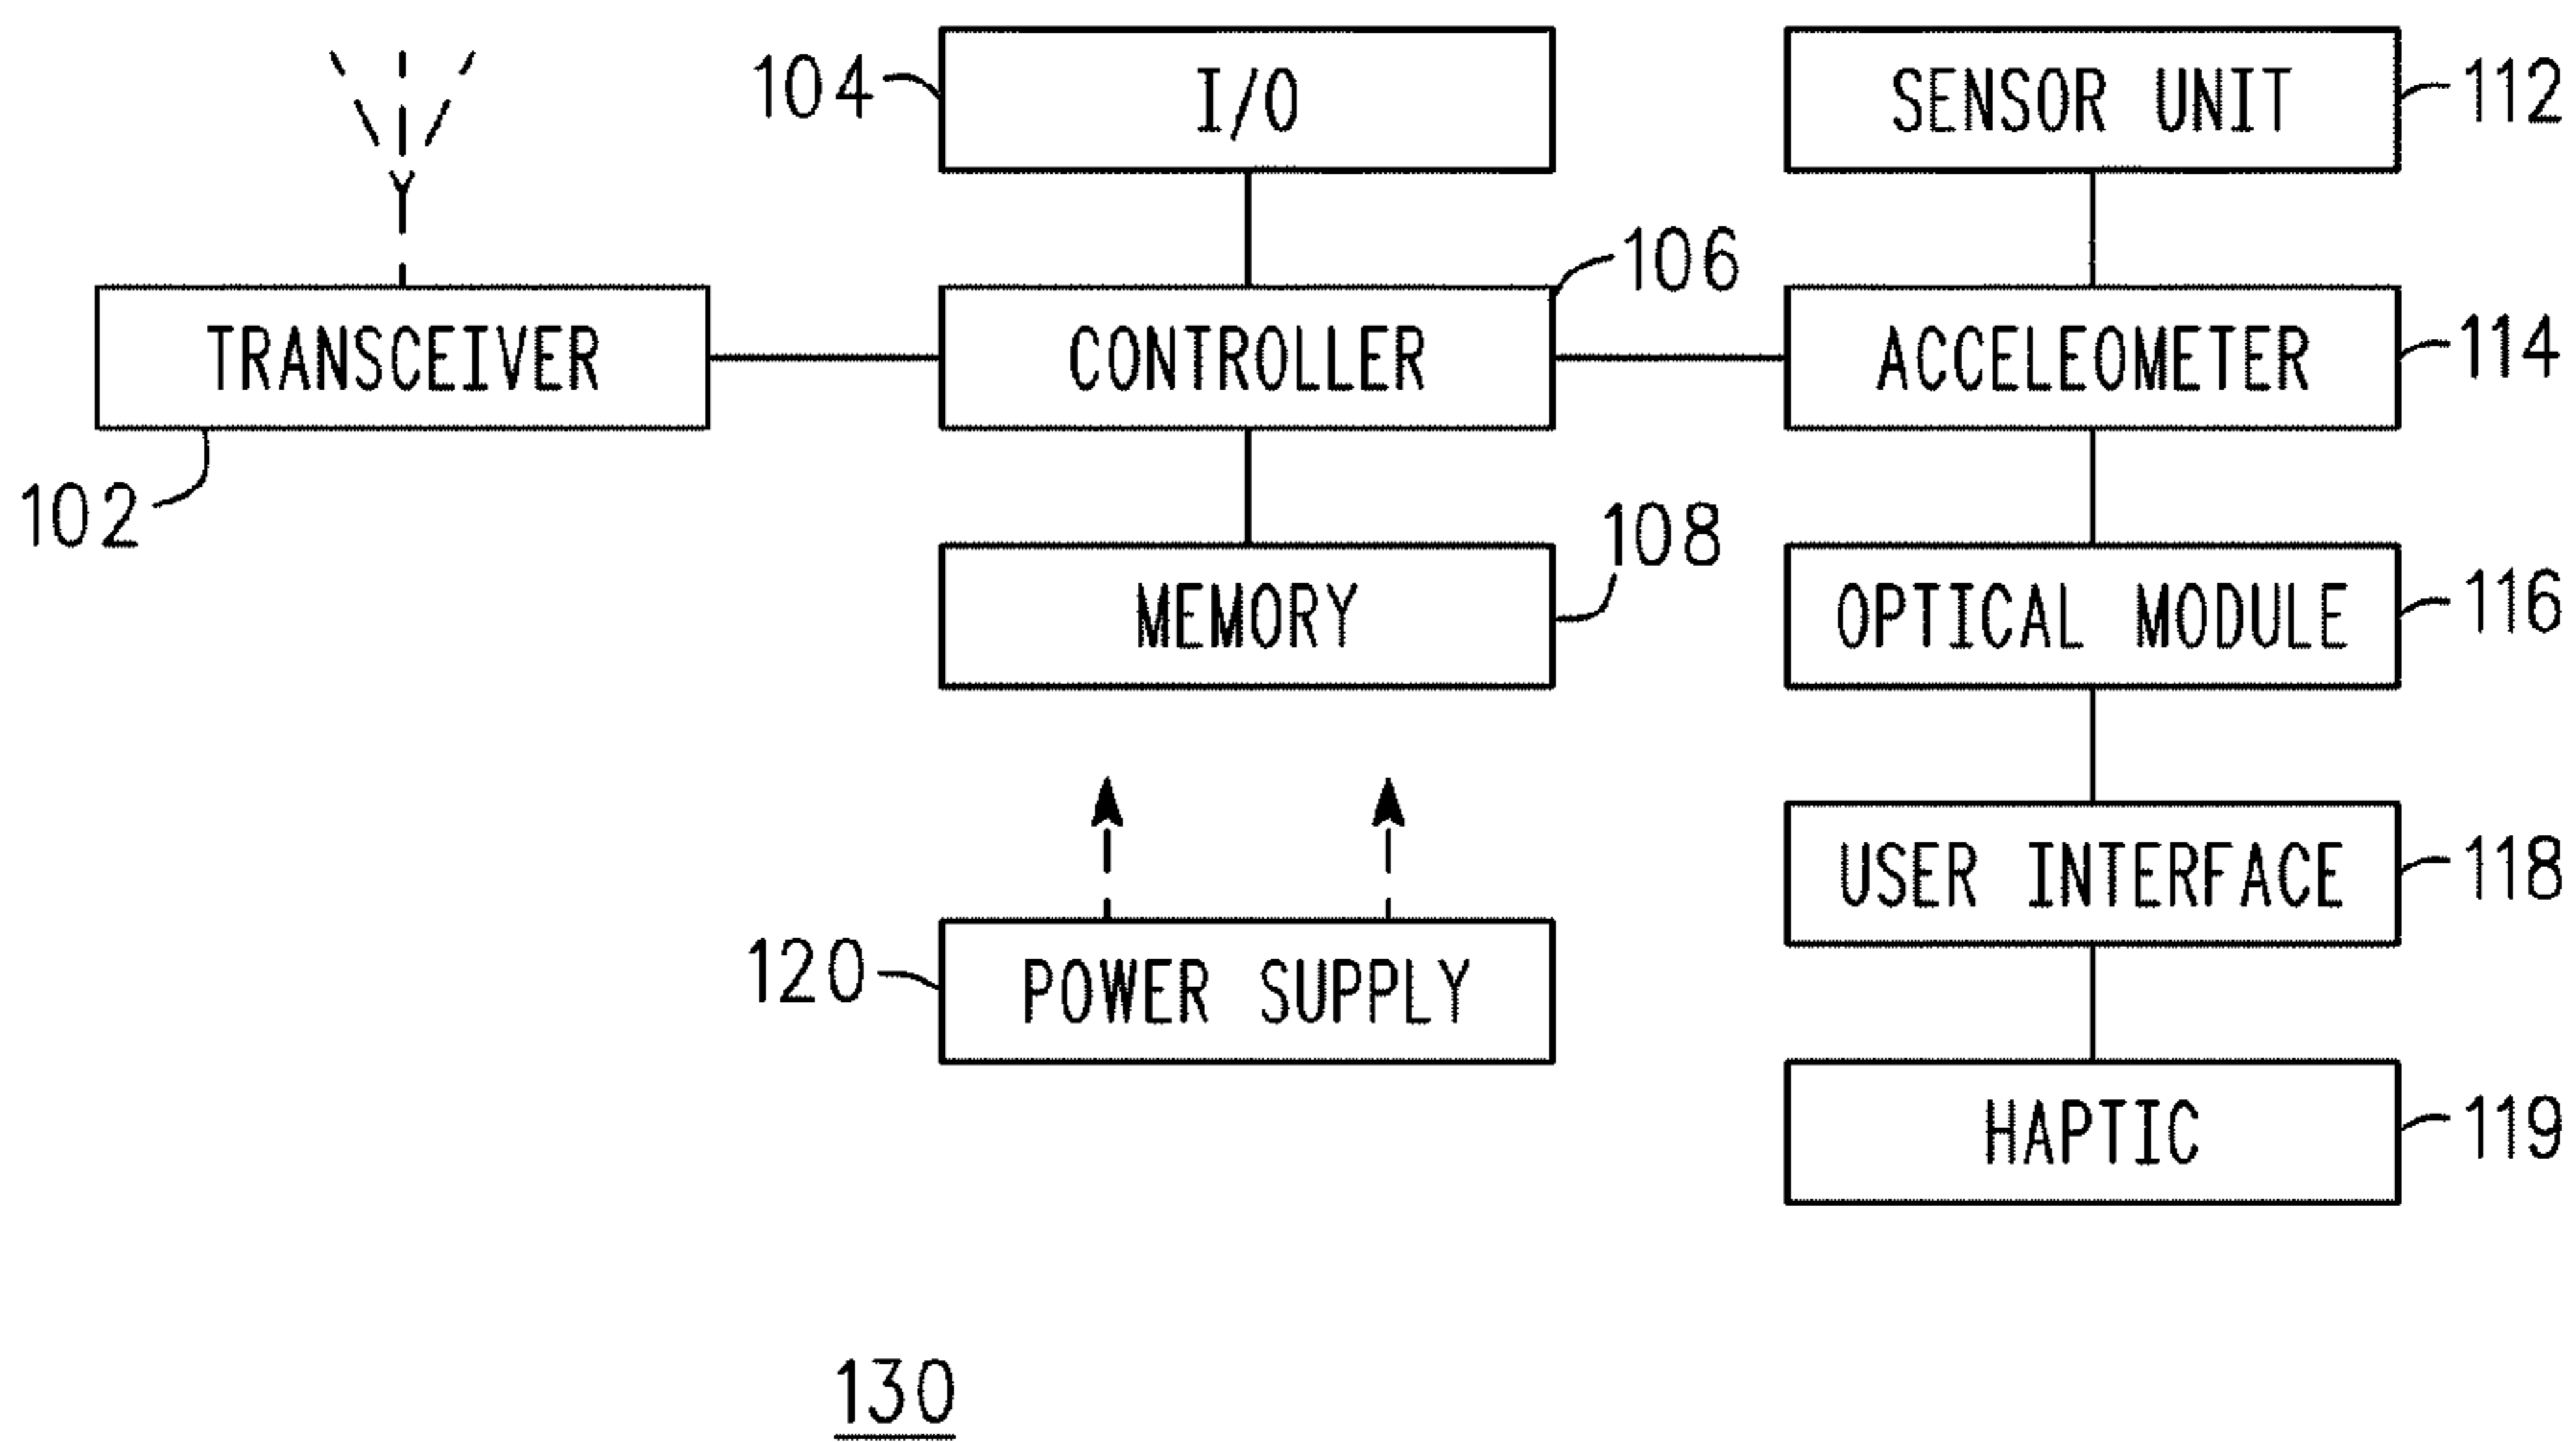 104
I/O
SENSOR UNIT
112
106
TRANSCEIVER
CONTROLLER
ACCELEOMETER
114
102
108
MEMORY
OPTICAL MODULE
116
USER INTERFACE
118
120
POWER SUPPLY
HAPTIC
119
130